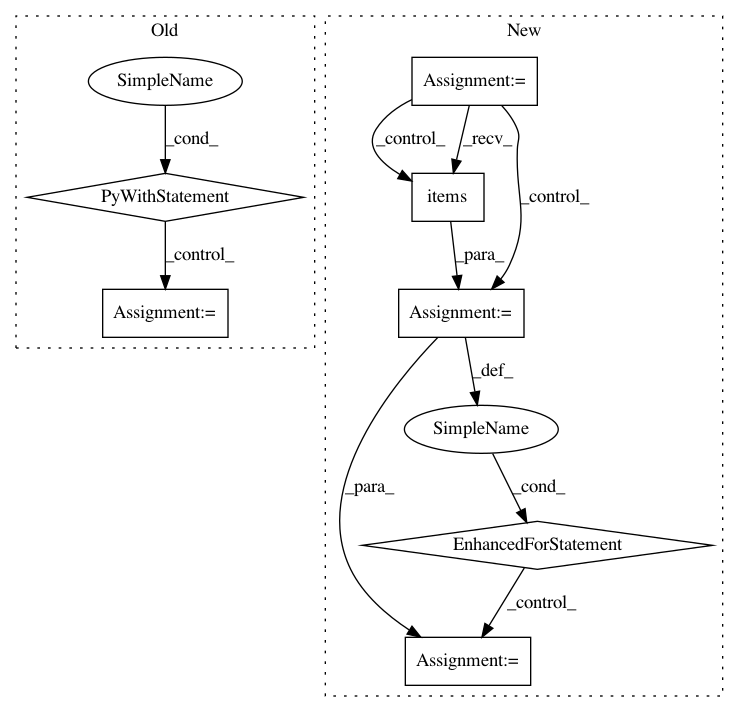 Old
SimpleName
_cond_
PyWithStatement
_control_
Assignment:=
New
Assignment:=
_control_
_recv_
items
_control_
_para_
Assignment:=
_def_
SimpleName
_para_
_cond_
EnhancedForStatement
_control_
Assignment:=